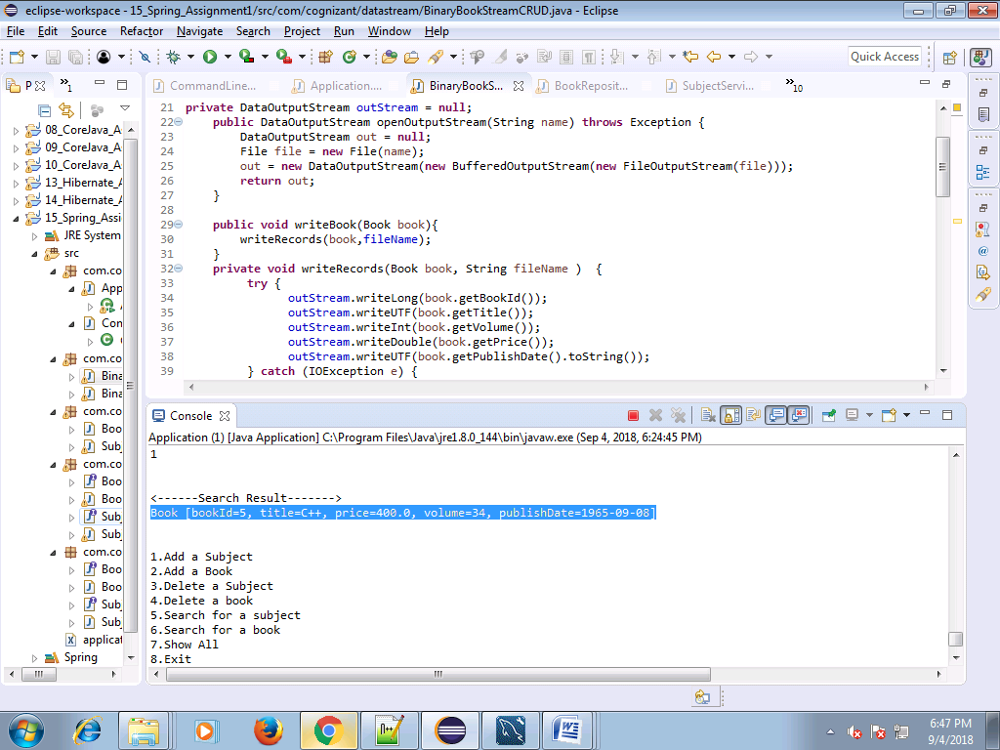 eclipse-workspace - 15_Spring_Assignment1/src/com/cognizant/datastream/BinaryBookStreamCRUD.java - Eclipse
File Edit Source Refactor Navigate Search Project Run Window Help
Quick Access
P
»1
CommandLine...
Application....
BinaryBookS...
BookReposit...
SubjectServi...
»10
08_CoreJava_A
09_CoreJava_A
10_CoreJava_A
13_Hibernate_A
14_Hibernate_A
15_Spring_Assi
JRE System
src
com.co
App
Con
com.co
Bina
Bina
com.co
Boo
Sub
com.co
Boo
Boo
Sub
Sub
com.co
Boo
Boo
Sub
Sub
applicat
Spring
21 private DataOutputStream outStream = null;
22 public DataOutputStream openOutputStream(String name) throws Exception {
23 DataOutputStream out = null;
24 File file = new File(name);
25 out = new DataOutputStream(new BufferedOutputStream(new FileOutputStream(file)));
26 return out;
27 }
28
29 public void writeBook(Book book){
30 writeRecords(book,fileName);
31 }
32 private void writeRecords(Book book, String fileName ) {
33 try {
34 outStream.writeLong(book.getBookId());
35 outStream.writeUTF(book.getTitle());
36 outStream.writeInt(book.getVolume());
37 outStream.writeDouble(book.getPrice());
38 outStream.writeUTF(book.getPublishDate().toString());
39 } catch (IOException e) {
Console
Application (1) [Java Application] C:\Program Files\Java\jre1.8.0_144\bin\javaw.exe (Sep 4, 2018, 6:24:45 PM)
1
<------Search Result------->
Book [bookId=5, title=C++, price=400.0, volume=34, publishDate=1965-09-08]
1.Add a Subject
2.Add a Book
3.Delete a Subject
4.Delete a book
5.Search for a subject
6.Search for a book
7.Show All
8.Exit
6:47 PM
9/4/2018